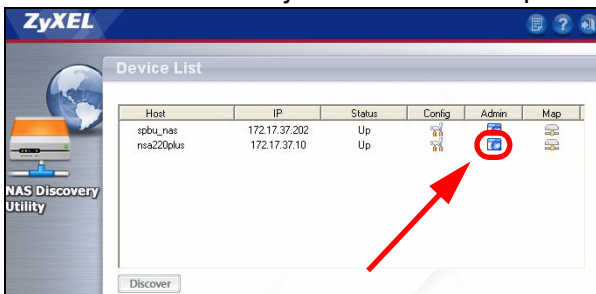 ZyXEL
Device List
Host IP Status Config Admin Map
spbu_nas 172.17.37.202 Up
nsa220plus 172.17.37.10 Up
NAS Discovery
Utility
Discover